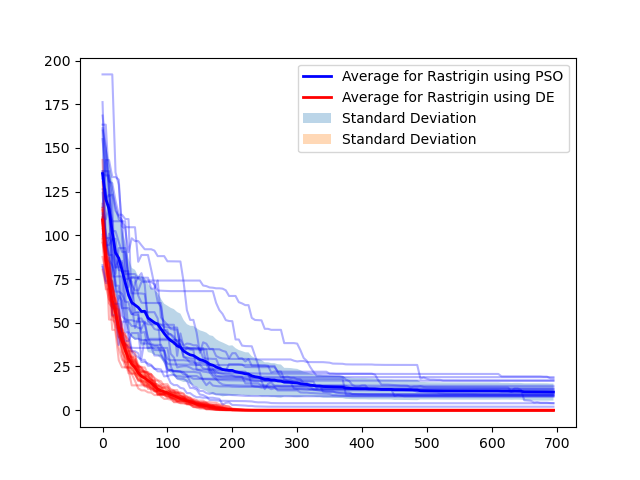 200
175
150
125
100
75
50
25
0
0 100 200 300 400 500 600 700
Average for Rastrigin using PSO
Average for Rastrigin using DE
Standard Deviation
Standard Deviation